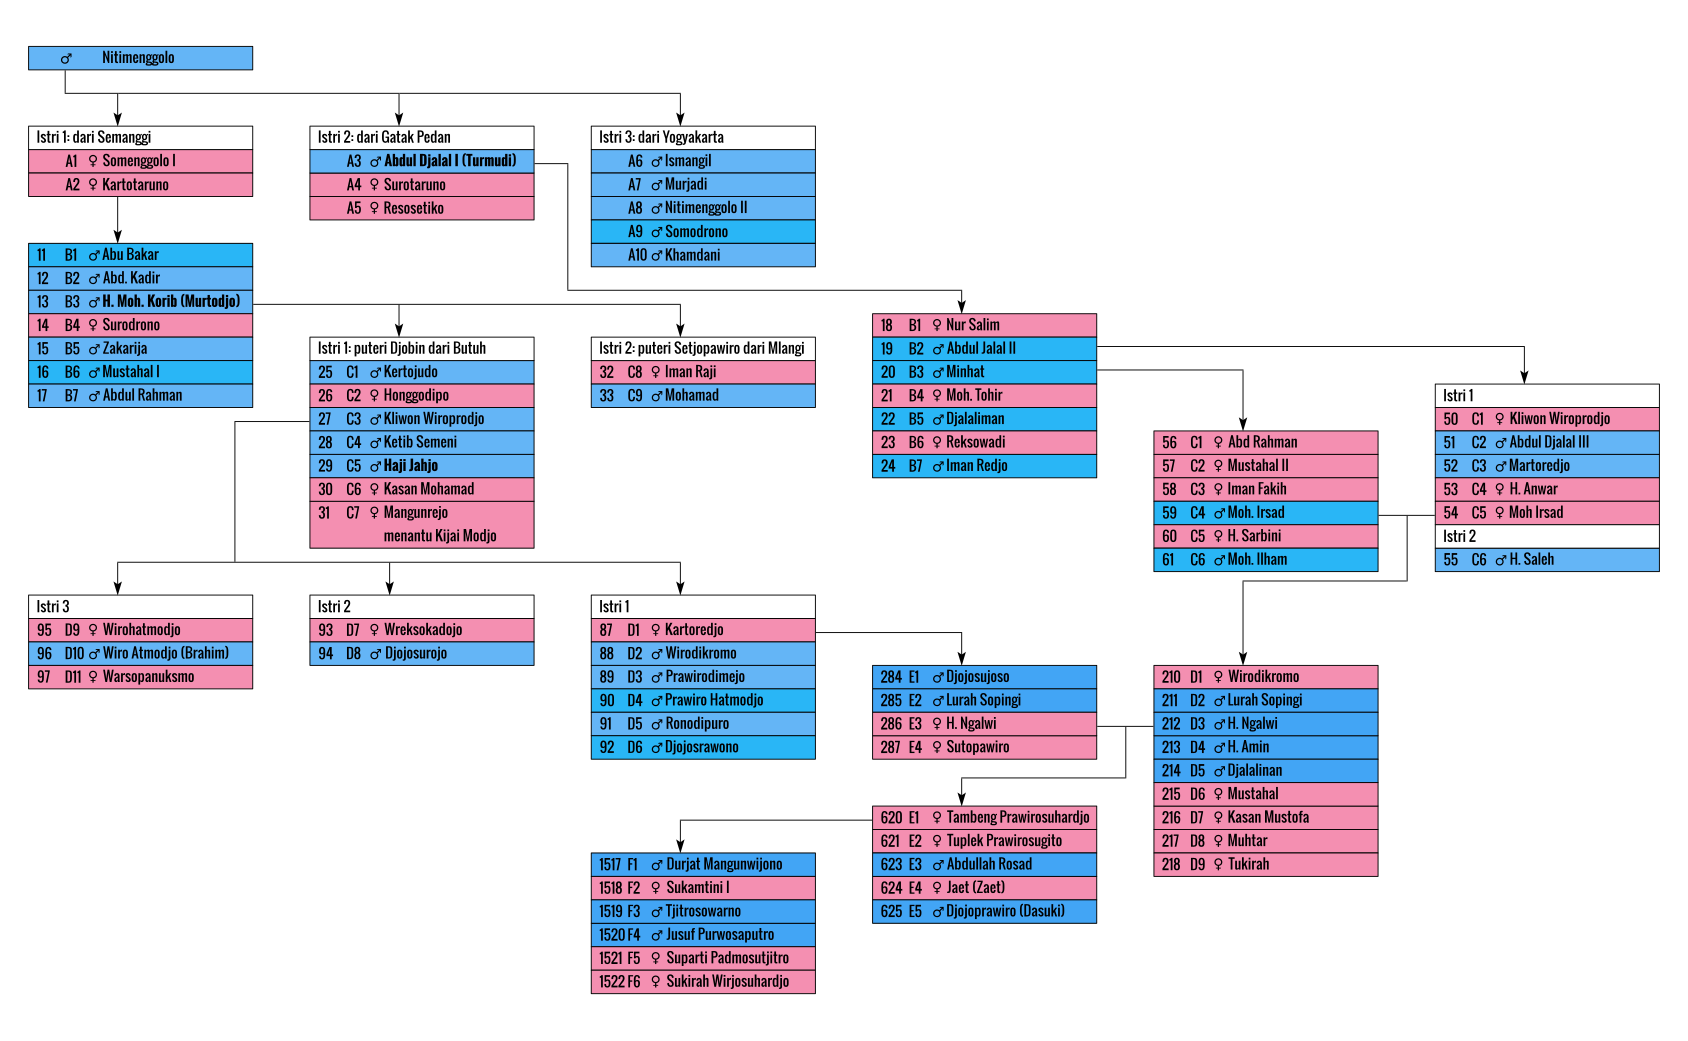 ♂ Nitimenggolo
Istri 1: dari Semanggi
A1 ♀ Somenggolo I
A2 ♀ Kartotaruno
Istri 2: dari Gatak Pedan
A3 ♂ Abdul Djalal I (Turmudi)
A4 ♀ Surotaruno
A5 ♀ Resosetiko
Istri 3: dari Yogyakarta
A6 ♂ Ismangil
A7 ♂ Murjadi
A8 ♂ Nitimenggolo II
A9 ♂ Somodrono
A10 ♂ Khamdani
11 B1 ♂ Abu Bakar
12 B2 ♂ Abd. Kadir
13 B3 ♂ H. Moh. Korib (Murtodjo)
14 B4 ♀ Surodrono
15 B5 ♂ Zakarija
16 B6 ♂ Mustahal I
17 B7 ♂ Abdul Rahman
Istri 1: puteri Djobin dari Butuh
25 C1 ♂ Kertojudo
26 C2 ♀ Honggodipo
27 C3 ♂ Kliwon Wiroprodjo
28 C4 ♂ Ketib Semeni
29 C5 ♂ Haji Jahjo
30 C6 ♀ Kasan Mohamad
31 C7 ♀ Mangunrejo
menantu Kijai Modjo
Istri 2: puteri Setjopawiro dari Mlangi
32 C8 ♀ Iman Raji
33 C9 ♂ Mohamad
18 B1 ♀ Nur Salim
19 B2 ♂ Abdul Jalal II
20 B3 ♂ Minhat
21 B4 ♀ Moh. Tohir
22 B5 ♂ Djalaliman
23 B6 ♀ Reksowadi
24 B7 ♂ Iman Redjo
56 C1 ♀ Abd Rahman
57 C2 ♀ Mustahal II
58 C3 ♀ Iman Fakih
59 C4 ♂ Moh. Irsad
60 C5 ♀ H. Sarbini
61 C6 ♂ Moh. Ilham
Istri 1
50 C1 ♀ Kliwon Wiroprodjo
51 C2 ♂ Abdul Djalal III
52 C3 ♂ Martoredjo
53 C4 ♀ H. Anwar
54 C5 ♀ Moh Irsad
Istri 2
55 C6 ♂ H. Saleh
Istri 3
95 D9 ♀ Wirohatmodjo
96 D10 ♂ Wiro Atmodjo (Brahim)
97 D11 ♀ Warsopanuksmo
Istri 2
93 D7 ♀ Wreksokadojo
94 D8 ♂ Djojosurojo
Istri 1
87 D1 ♀ Kartoredjo
88 D2 ♂ Wirodikromo
89 D3 ♂ Prawirodimejo
90 D4 ♂ Prawiro Hatmodjo
91 D5 ♂ Ronodipuro
92 D6 ♂ Djojosrawono
284 E1 ♂ Djojosujoso
285 E2 ♂ Lurah Sopingi
286 E3 ♀ H. Ngalwi
287 E4 ♀ Sutopawiro
210 D1 ♀ Wirodikromo
211 D2 ♂ Lurah Sopingi
212 D3 ♂ H. Ngalwi
213 D4 ♂ H. Amin
214 D5 ♂ Djalalinan
215 D6 ♀ Mustahal
216 D7 ♀ Kasan Mustofa
217 D8 ♀ Muhtar
218 D9 ♀ Tukirah
620 E1 ♀ Tambeng Prawirosuhardjo
621 E2 ♀ Tuplek Prawirosugito
623 E3 ♂ Abdullah Rosad
624 E4 ♀ Jaet (Zaet)
625 E5 ♂ Djojoprawiro (Dasuki)
1517 F1 ♂ Durjat Mangunwijono
1518 F2 ♀ Sukamtini I
1519 F3 ♂ Tjitrosowarno
1520 F4 ♂ Jusuf Purwosaputro
1521 F5 ♀ Suparti Padmosutjitro
1522 F6 ♀ Sukirah Wirjosuhardjo